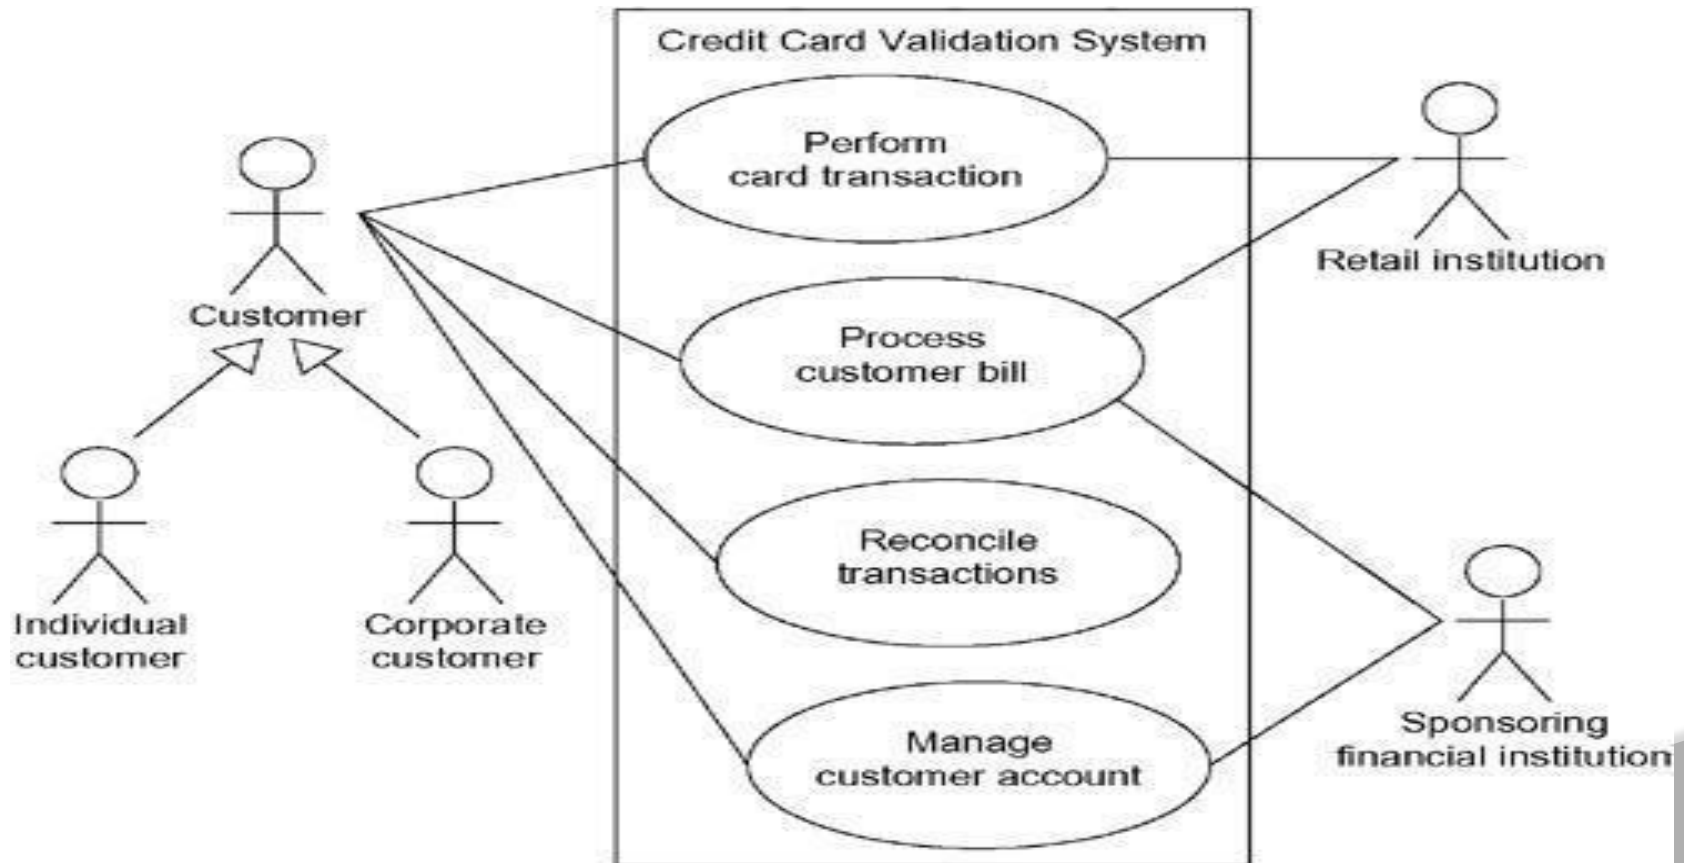 Credit Card Validation System
Perform
card transaction
Retail institution
Customer
Process
customer bill
Reconcile
transactions
Individual
customer
Corporate
customer
Sponsoring
financial institution
Manage
customer account